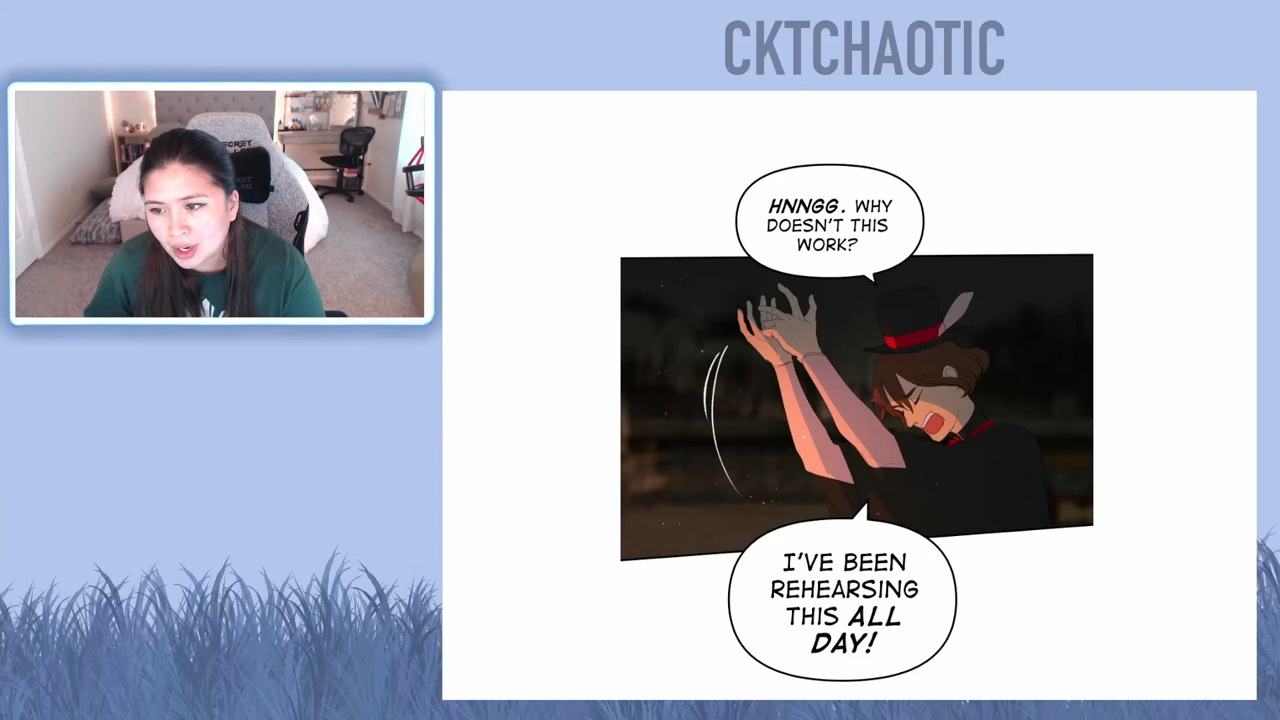 CKTCHAOTIC
HNNGG. WHY
DOESN'T THIS
WORK?
I'VE BEEN
REHEARSING
THIS ALL
DAY!